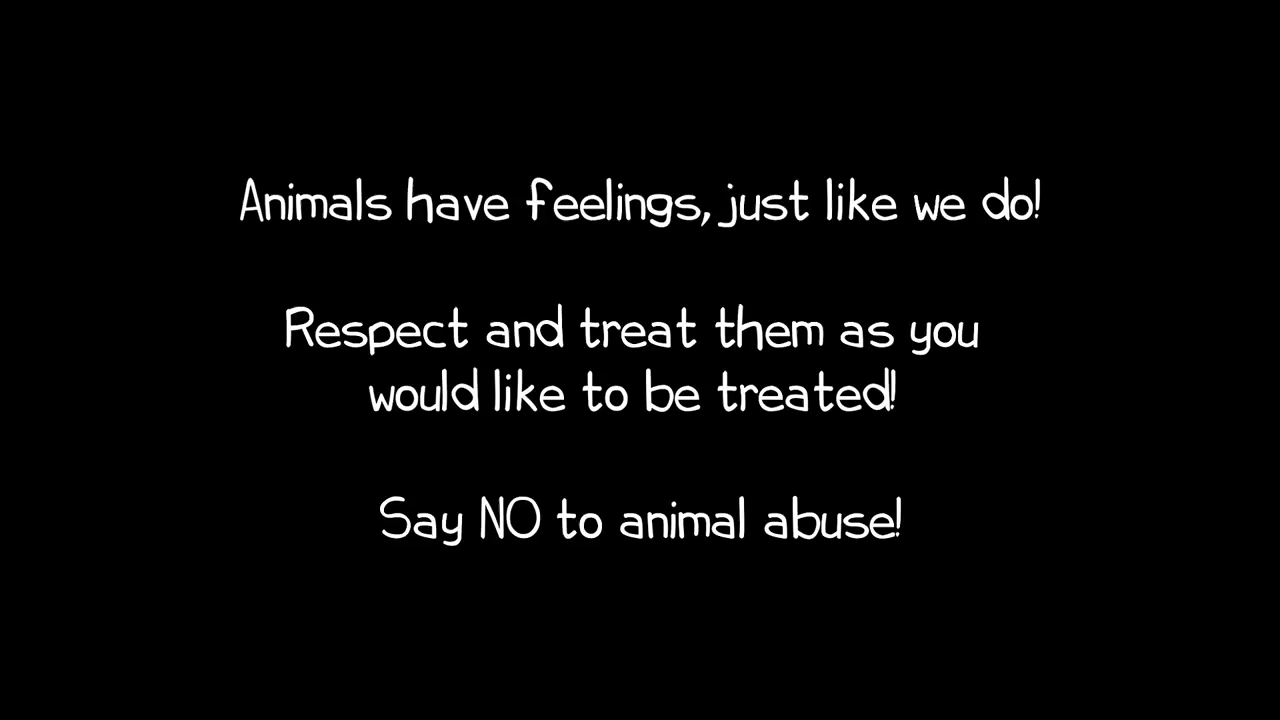 Animals have feelings, just like we do!
Respect and treat them as you
would like to be treated!
Say NO to animal abuse!